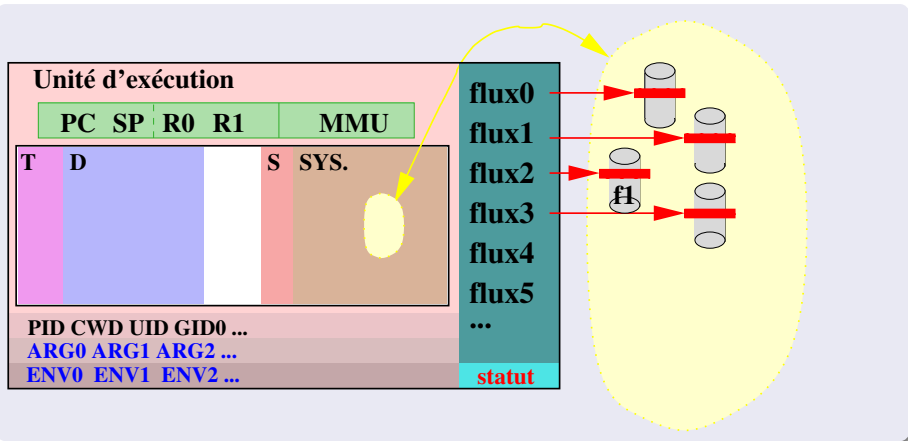 Unité d'exécution
PC SP R0 R1 MMU
T D S SYS.
PID CWD UID GID0 ...
ARG0 ARG1 ARG2 ...
ENV0 ENV1 ENV2 ...
flux0
flux1
flux2
flux3
flux4
flux5
...
statut
f1